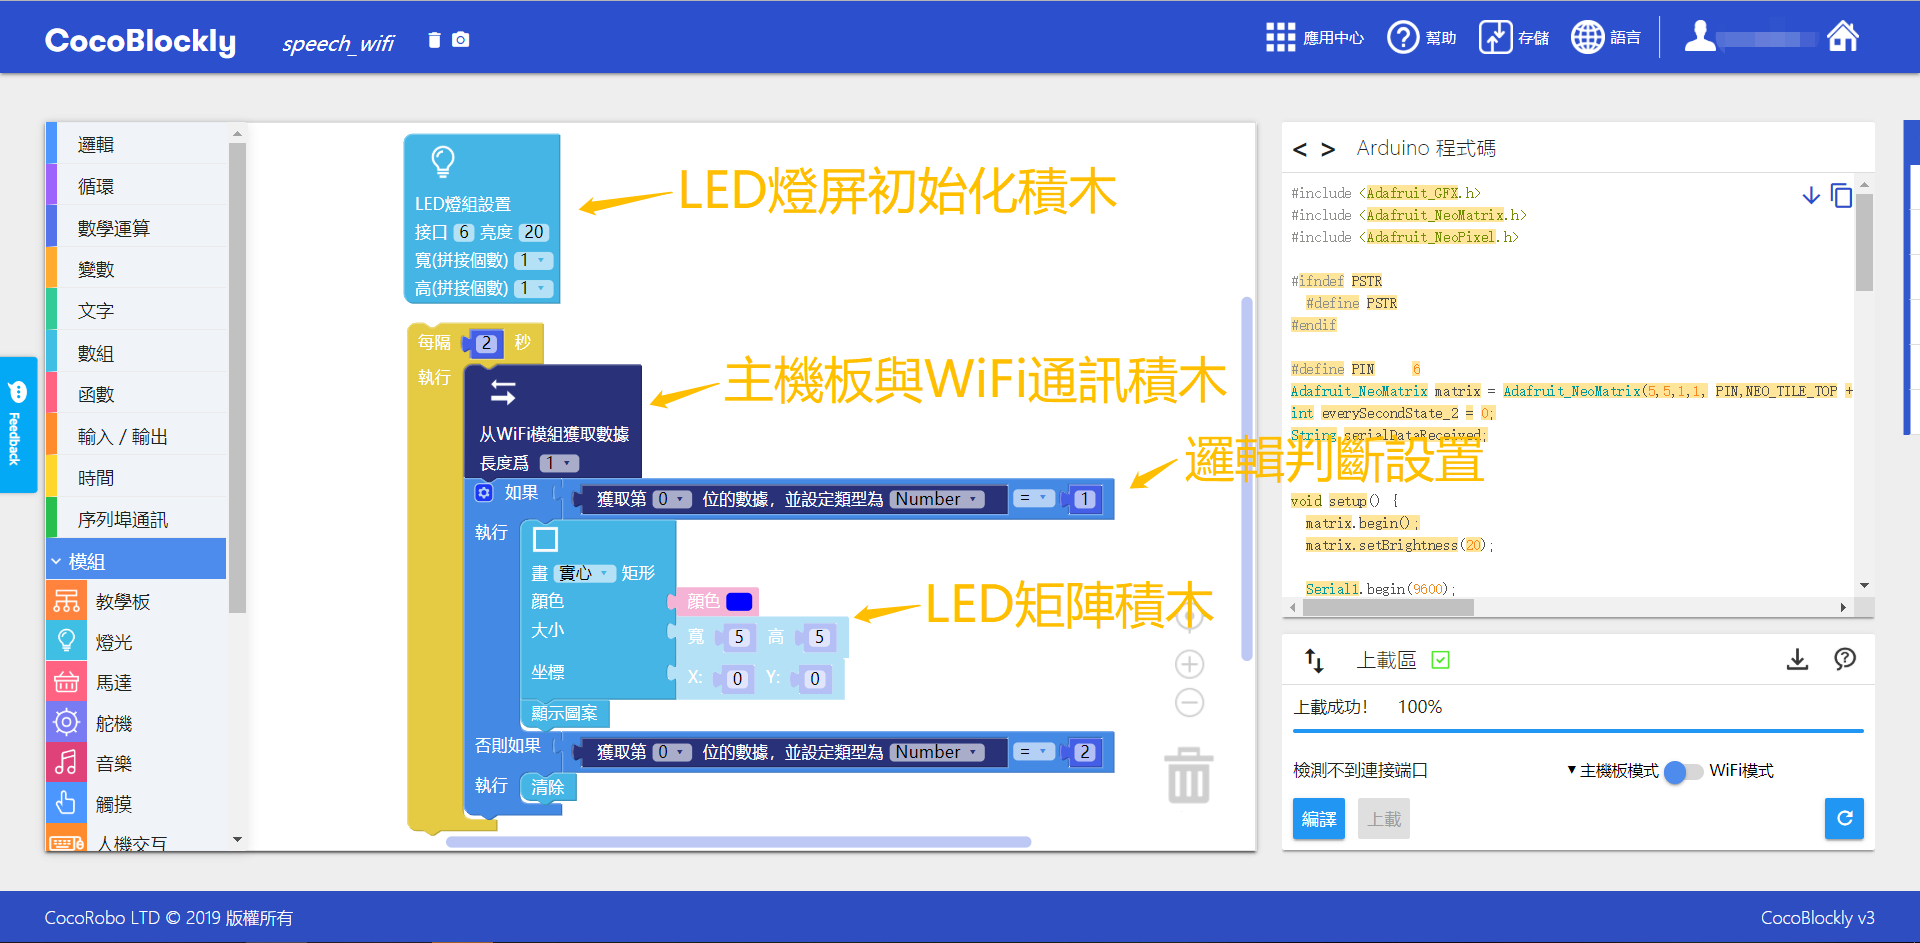 CocoBlockly
speech_wifi
應用中心
幫助
存儲
語言
邏輯
循環
數學運算
變數
文字
數組
函數
輸入 / 輸出
時間
序列埠通訊
模組
教學板
燈光
馬達
舵機
音樂
觸摸
人機交互
Feedback
LED燈組設置
接口 6 亮度 20
寬(拼接個數) 1
高(拼接個數) 1
LED燈屏初始化積木
每隔 2 秒
執行
从WiFi模組獲取數據
長度爲 1
主機板與WiFi通訊積木
如果 獲取第 0 位的數據，並設定類型為 Number = 1
邏輯判斷設置
執行
畫 實心 矩形
顏色 顏色
大小 寬 5 高 5
坐標 X: 0 Y: 0
LED矩陣積木
顯示圖案
否則如果 獲取第 0 位的數據，並設定類型為 Number = 2
執行 清除
< > Arduino 程式碼
#include <Adafruit_GFX.h>
#include <Adafruit_NeoMatrix.h>
#include <Adafruit_NeoPixel.h>
#ifndef PSTR
#define PSTR
#endif
#define PIN 6
Adafruit_NeoMatrix matrix = Adafruit_NeoMatrix(5,5,1,1, PIN,NEO_TILE_TOP +
int everySecondState_2 = 0;
String serialDataReceived;
void setup() {
matrix.begin();
matrix.setBrightness(20);
Serial1.begin(9600);
上載區
上載成功！ 100%
檢測不到連接端口
主機板模式 WiFi模式
編譯 上載
CocoRobo LTD © 2019 版權所有
CocoBlockly v3